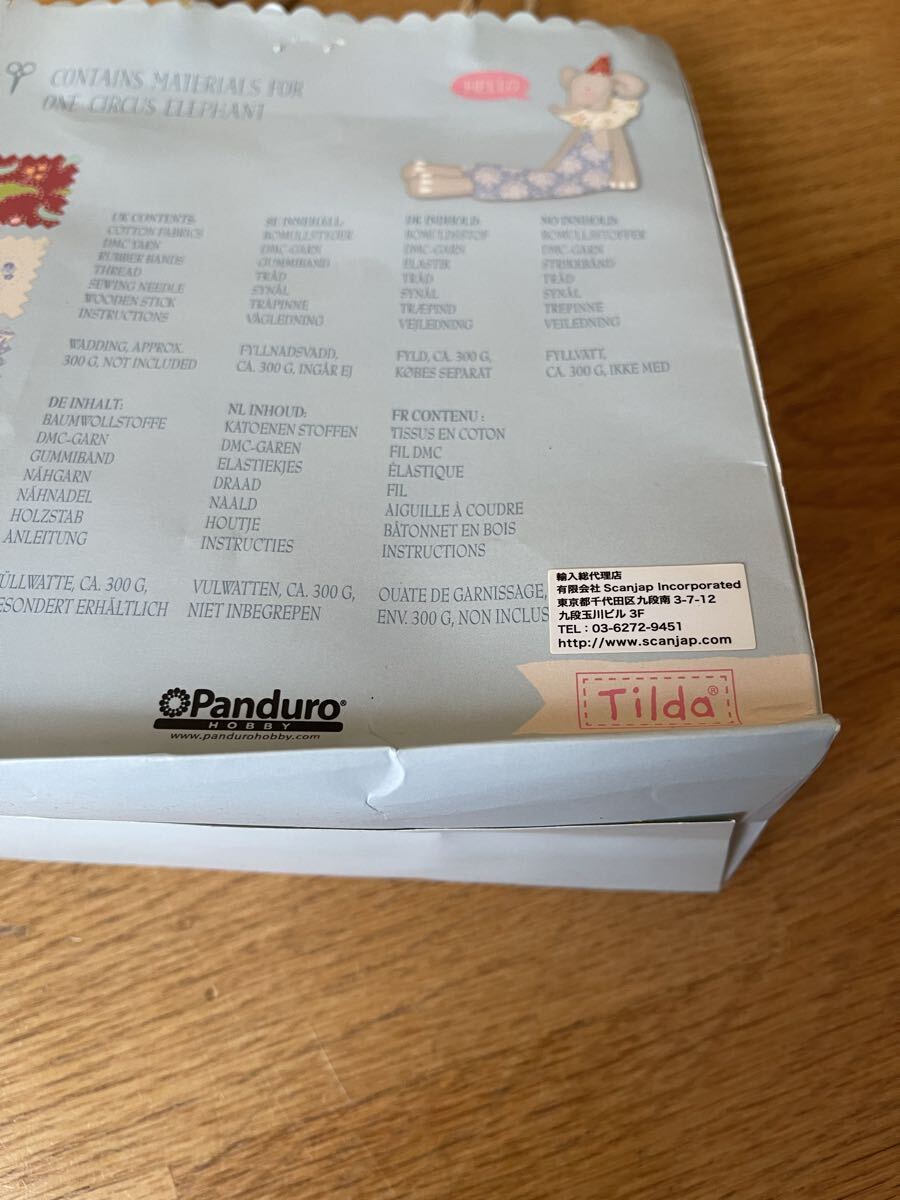 CONTAINS MATERIALS FOR
ONE CIRCUS ELEPHANT
HELLO
UK CONTENTS:
COTTON FABRICS
DMC YARN
RUBBER BANDS
THREAD
SEWING NEEDLE
WOODEN STICK
INSTRUCTIONS
WADDING, APPROX.
300 G, NOT INCLUDED
SE INNEHÅLL:
BOMULLSTYGER
DMC-GARN
GUMMIBAND
TRÅD
SYNÅL
TRÄPINNE
VÄGLEDNING
FYLLNADSVADD,
CA. 300 G, INGÅR EJ
DK INDHOLD:
BOMULDSSTOF
DMC-GARN
ELASTIK
TRÅD
SYNÅL
TRÆPIND
VEJLEDNING
FYLD, CA. 300 G,
KØBES SEPARAT
NO INNHOLD:
BOMULLSSTOFFER
DMC-GARN
STRIKKBÅND
TRÅD
SYNÅL
TREPINNE
VEILEDNING
FYLLVATT,
CA. 300 G, IKKE MED
DE INHALT:
BAUMWOLLSTOFFE
DMC-GARN
GUMMIBAND
NÄHGARN
NÄHNADEL
HOLZSTAB
ANLEITUNG
ÜLLWATTE, CA. 300 G,
ESONDERT ERHÄLTLICH
NL INHOUD:
KATOENEN STOFFEN
DMC-GAREN
ELASTIEKJES
DRAAD
NAALD
HOUTJE
INSTRUCTIES
VULWATTEN, CA. 300 G,
NIET INBEGREPEN
FR CONTENU :
TISSUS EN COTON
FIL DMC
ÉLASTIQUE
FIL
AIGUILLE À COUDRE
BÂTONNET EN BOIS
INSTRUCTIONS
OUATE DE GARNISSAGE,
ENV. 300 G, NON INCLUS
輸入総代理店
有限会社 Scanjap Incorporated
東京都千代田区九段南 3-7-12
九段玉川ビル 3F
TEL：03-6272-9451
http://www.scanjap.com
Panduro®
HOBBY
www.pandurohobby.com
Tilda®